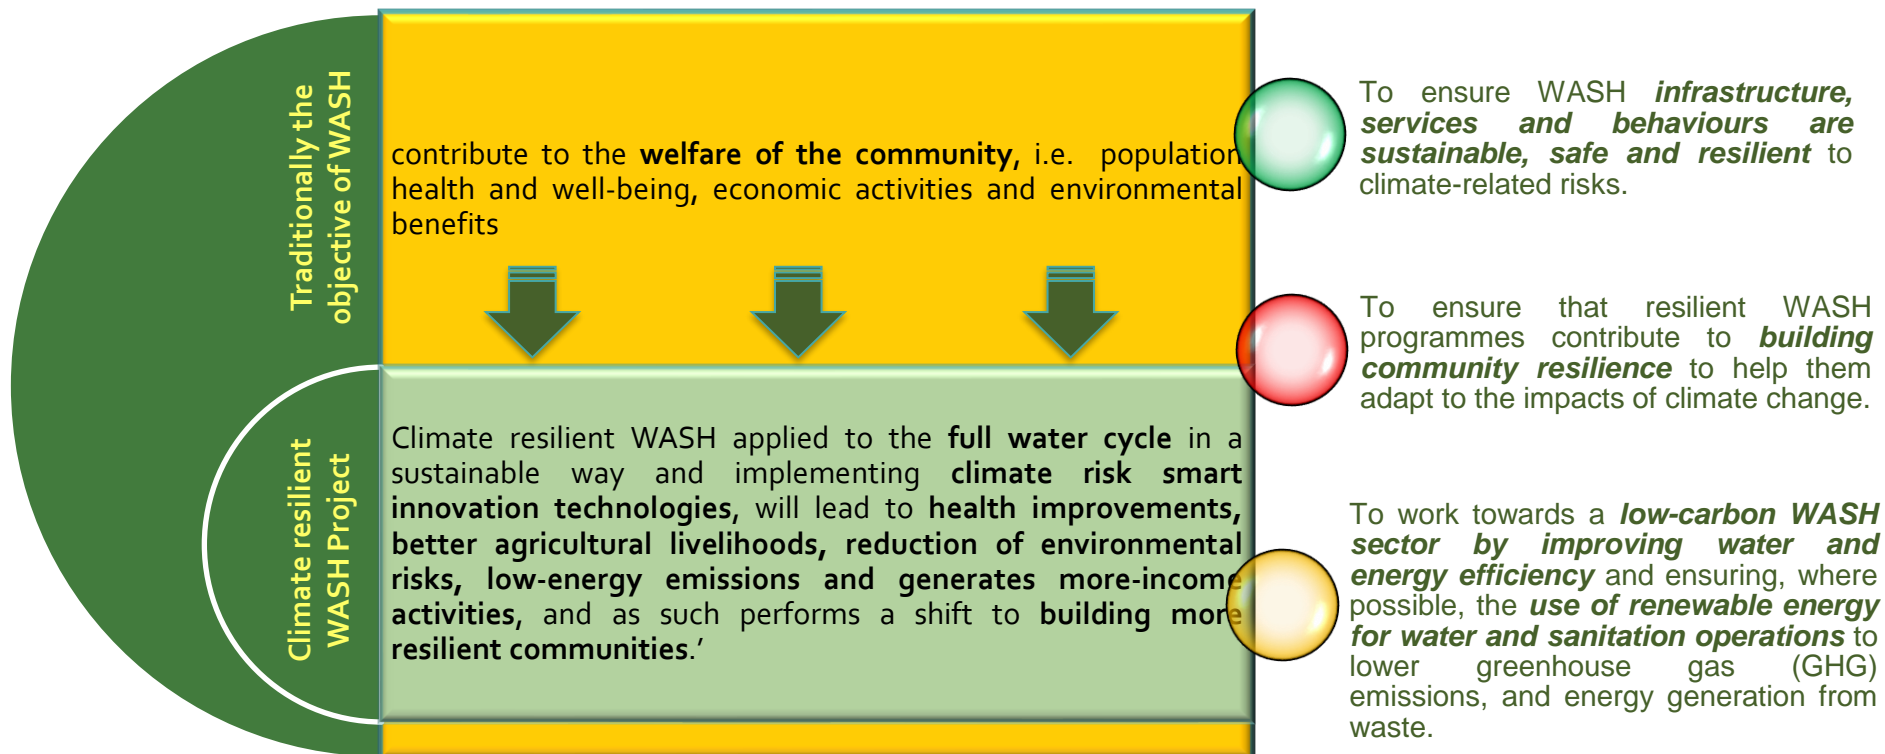 Traditionally the
objective of WASH
contribute to the welfare of the community, i.e. population
health and well-being, economic activities and environmental
benefits
Climate resilient
WASH Project
Climate resilient WASH applied to the full water cycle in a
sustainable way and implementing climate risk smart
innovation technologies, will lead to health improvements,
better agricultural livelihoods, reduction of environmental
risks, low-energy emissions and generates more-income
activities, and as such performs a shift to building more
resilient communities.’
To ensure WASH infrastructure,
services and behaviours are
sustainable, safe and resilient to
climate-related risks.
To ensure that resilient WASH
programmes contribute to building
community resilience to help them
adapt to the impacts of climate change.
To work towards a low-carbon WASH
sector by improving water and
energy efficiency and ensuring, where
possible, the use of renewable energy
for water and sanitation operations to
lower greenhouse gas (GHG)
emissions, and energy generation from
waste.